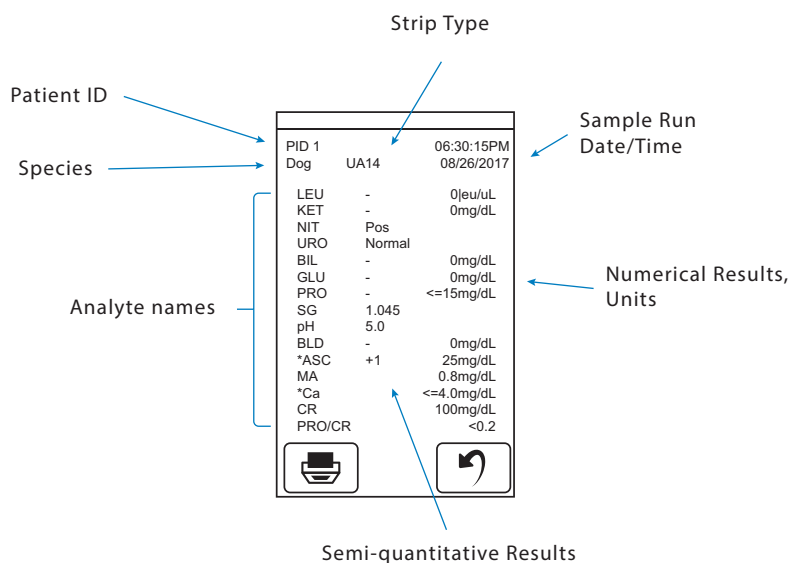 Strip Type
Patient ID
Sample Run
Date/Time
Species
PID 1 06:30:15PM
Dog UA14 08/26/2017
LEU - 0|eu/uL
KET - 0mg/dL
NIT Pos
URO Normal
BIL - 0mg/dL
GLU - 0mg/dL
PRO - <=15mg/dL
SG 1.045
pH 5.0
BLD - 0mg/dL
*ASC +1 25mg/dL
MA 0.8mg/dL
*Ca <=4.0mg/dL
CR 100mg/dL
PRO/CR <0.2
Analyte names
Numerical Results,
Units
Semi-quantitative Results